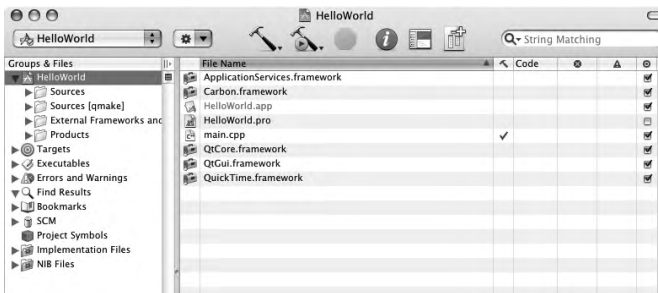 HelloWorld
HelloWorld
String Matching
Groups & Files
File Name
Code
HelloWorld
Sources
Sources [qmake]
External Frameworks and
Products
Targets
Executables
Errors and Warnings
Find Results
Bookmarks
SCM
Project Symbols
Implementation Files
NIB Files
ApplicationServices.framework
Carbon.framework
HelloWorld.app
HelloWorld.pro
main.cpp
QtCore.framework
QtGui.framework
QuickTime.framework